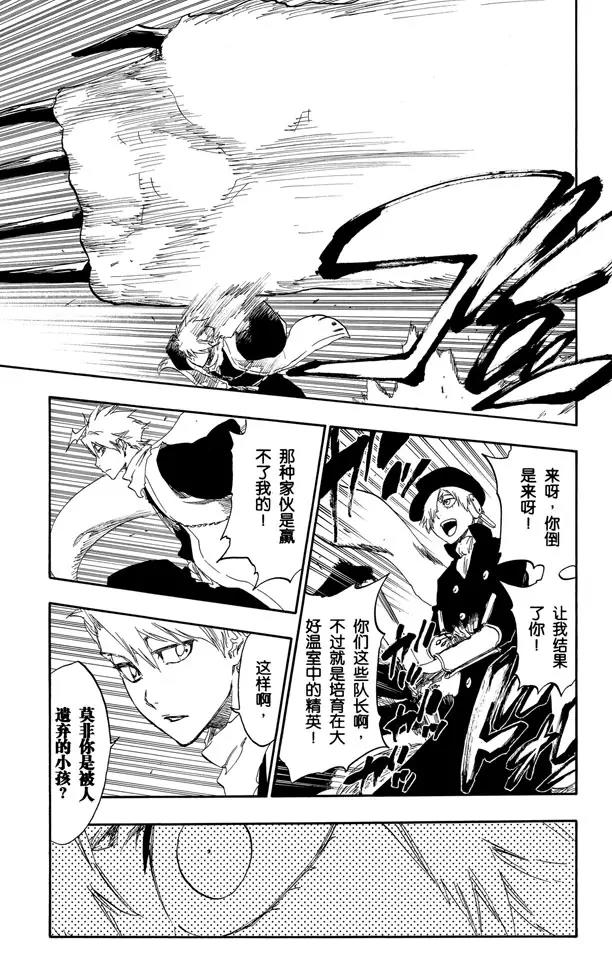 来呀，你倒
是来呀！
让我结果
了你！
你们这些队长啊，
不过就是培育在大
好温室中的精英！
那种家伙是赢
不了我的！
这样啊，
莫非你是被人
遗弃的小孩？